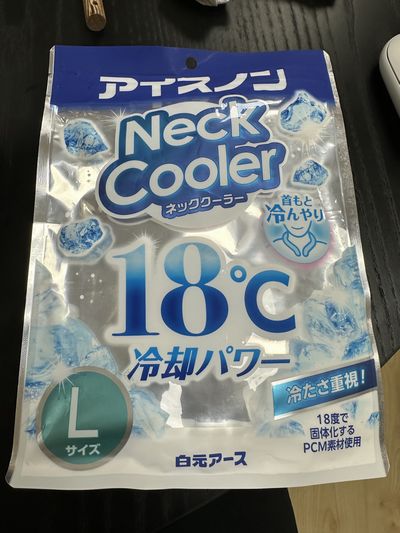 アイスノン
Neck
Cooler
ネッククーラー
首もと
冷んやり
18℃
冷却パワー
冷たさ重視!
L
サイズ
18度で
固体化する
PCM素材使用
白元アース